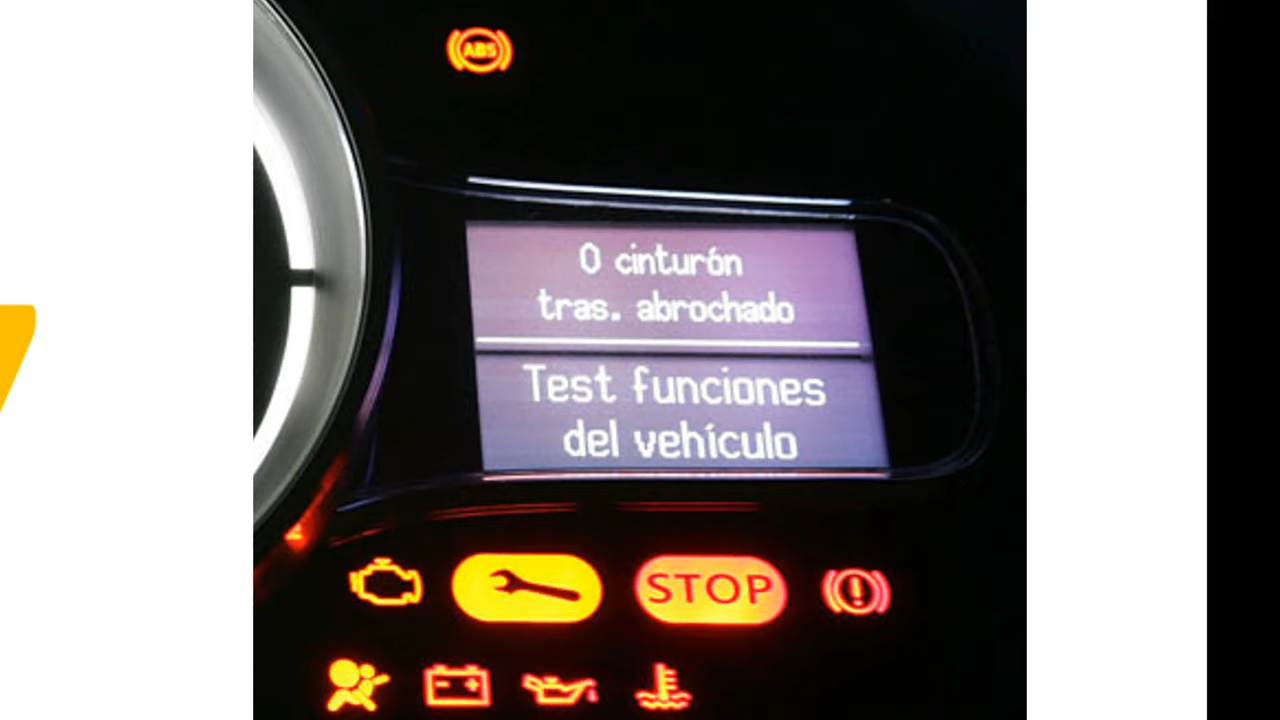 ABS
0 cinturón
tras. abrochado
Test funciones
del vehículo
STOP